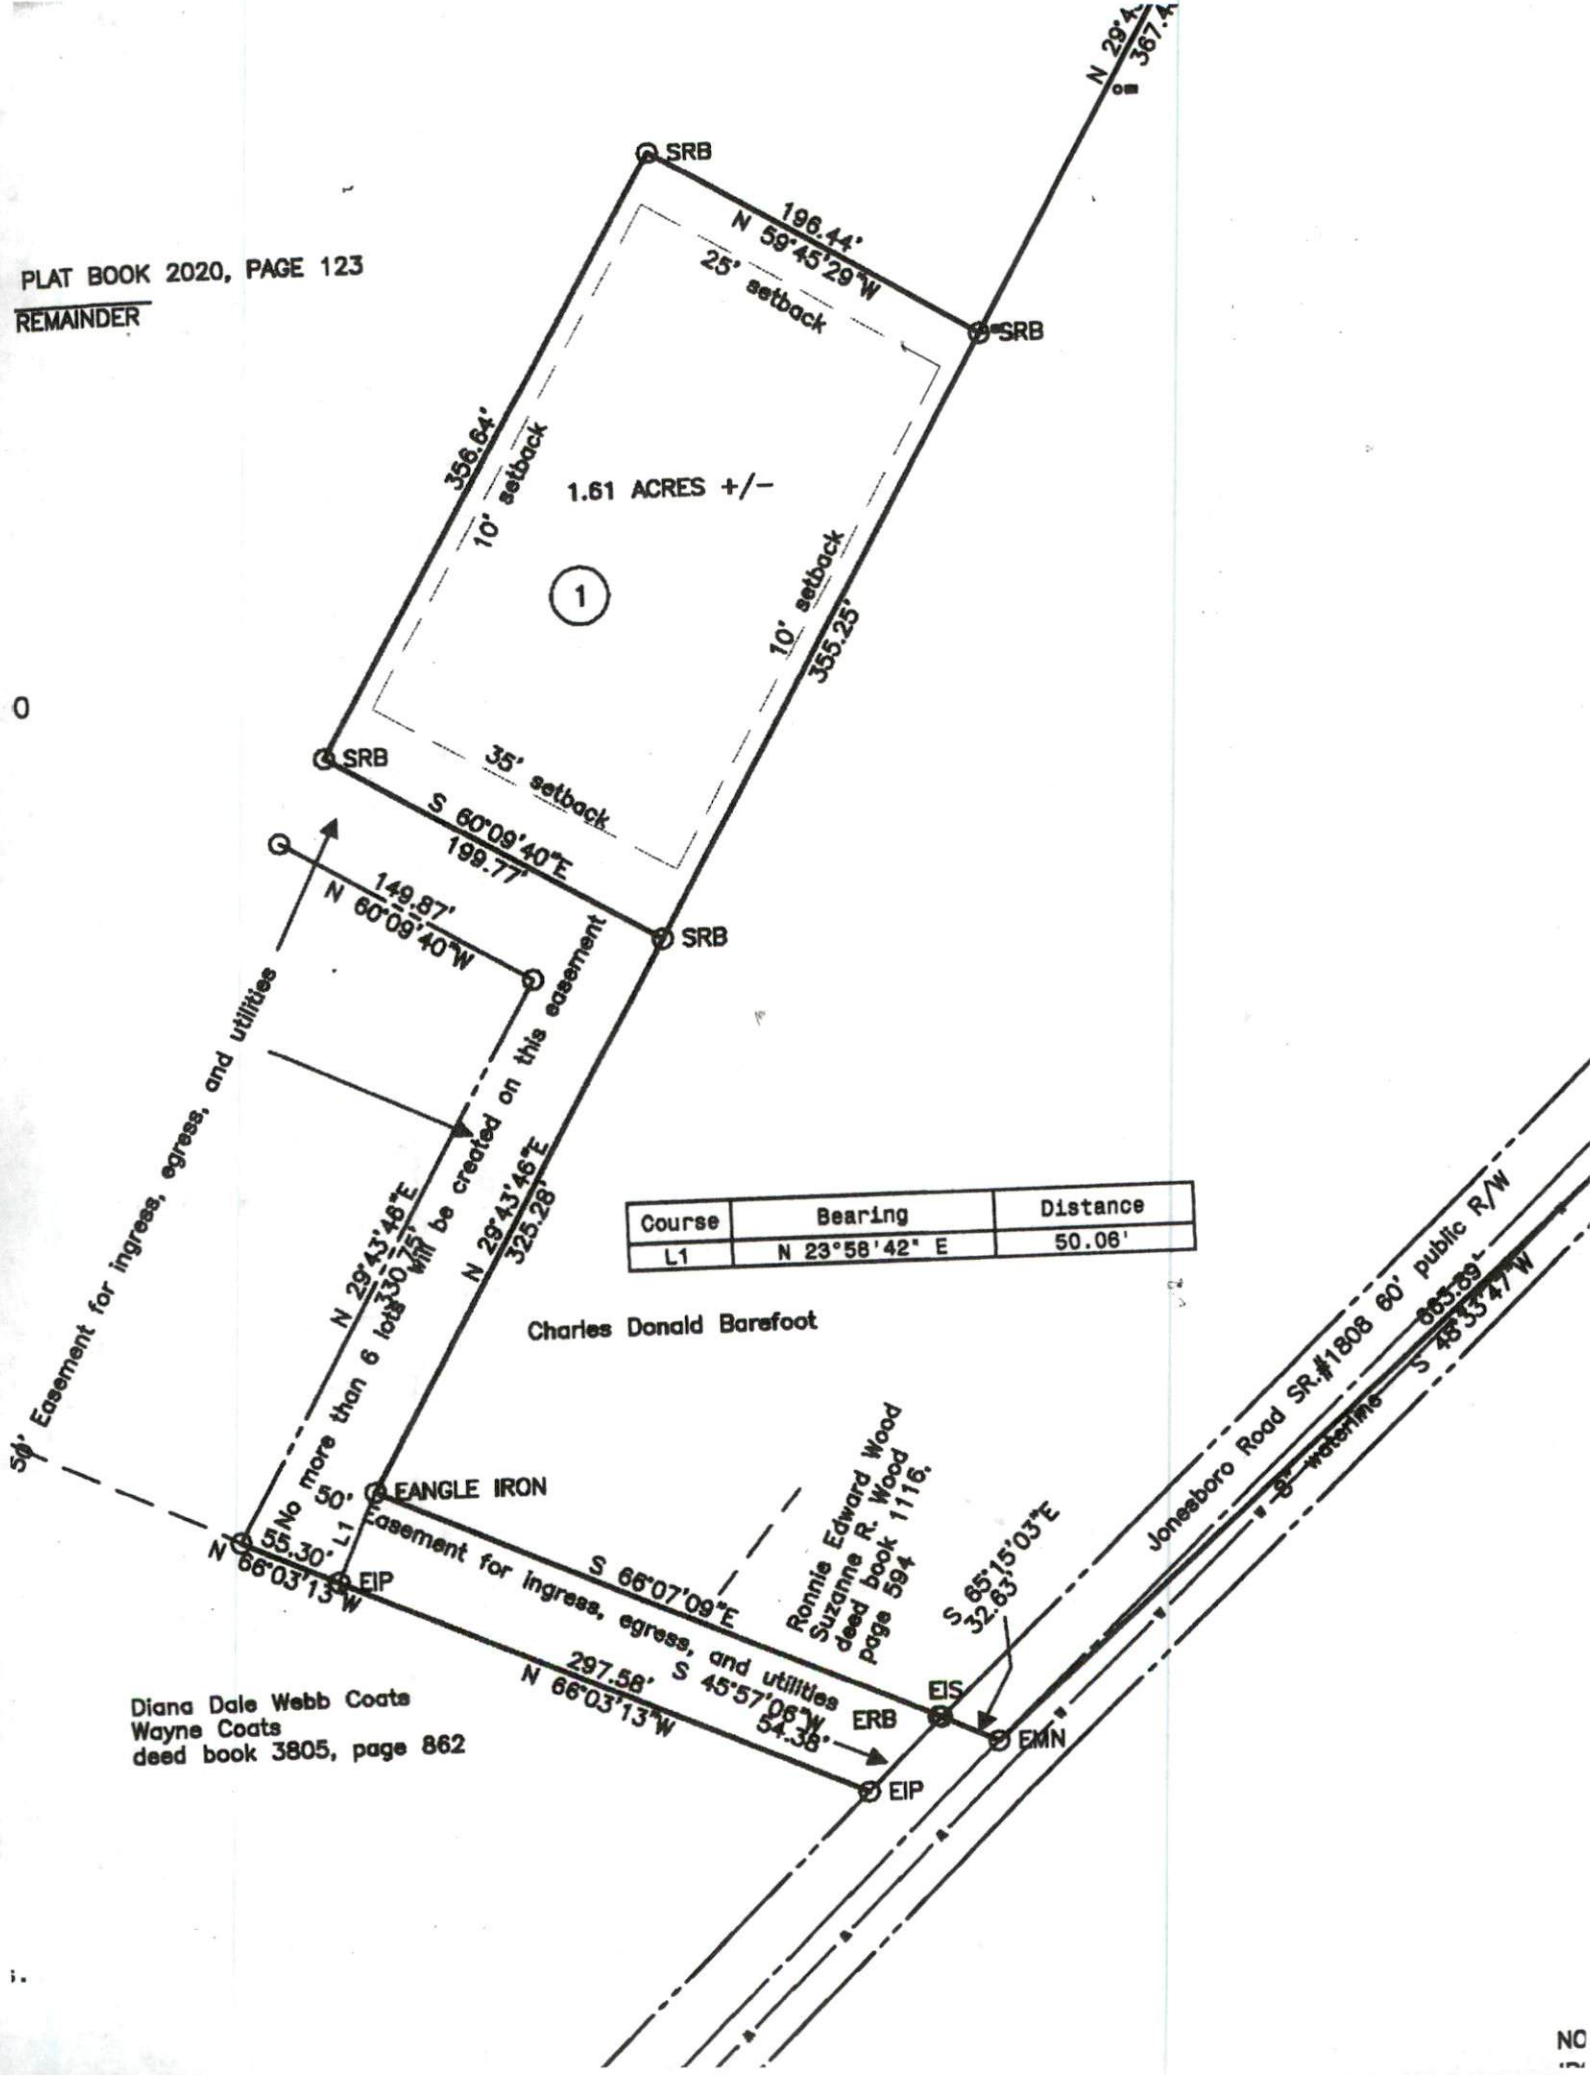 N 29°4
367.4
SRB
196.44'
N 59°45'29"W
25' setback
PLAT BOOK 2020, PAGE 123
REMAINDER
SRB
356.64'
10' setback
1.61 ACRES +/-
1
10' setback
355.25'
O
SRB
35' setback
S 60°09'40"E
199.77'
149.87'
N 60°09'40"W
SRB
50' Easement for ingress, egress, and utilities
No more than 6 lots will be created on this easement
N 29°43'46"E
330.75'
N 29°43'46"E
325.28'
Course Bearing Distance
L1 N 23°58'42" E 50.06'
Charles Donald Barefoot
Jonesboro Road SR.#1808 60' public R/W
S 48°33'47"W
8" waterline
50'
EANGLE IRON
L1
55.30'
N 66°03'13"W
EIP
Easement for ingress, egress, and utilities
S 66°07'09"E
Ronnie Edward Wood
Suzanne R. Wood
deed book 1116,
page 594
S 65°15'03"E
32.63'
297.58'
N 66°03'13"W
S 45°57'06"W
54.38'
EIS
ERB
EMN
EIP
Diana Dale Webb Coats
Wayne Coats
deed book 3805, page 862
NO